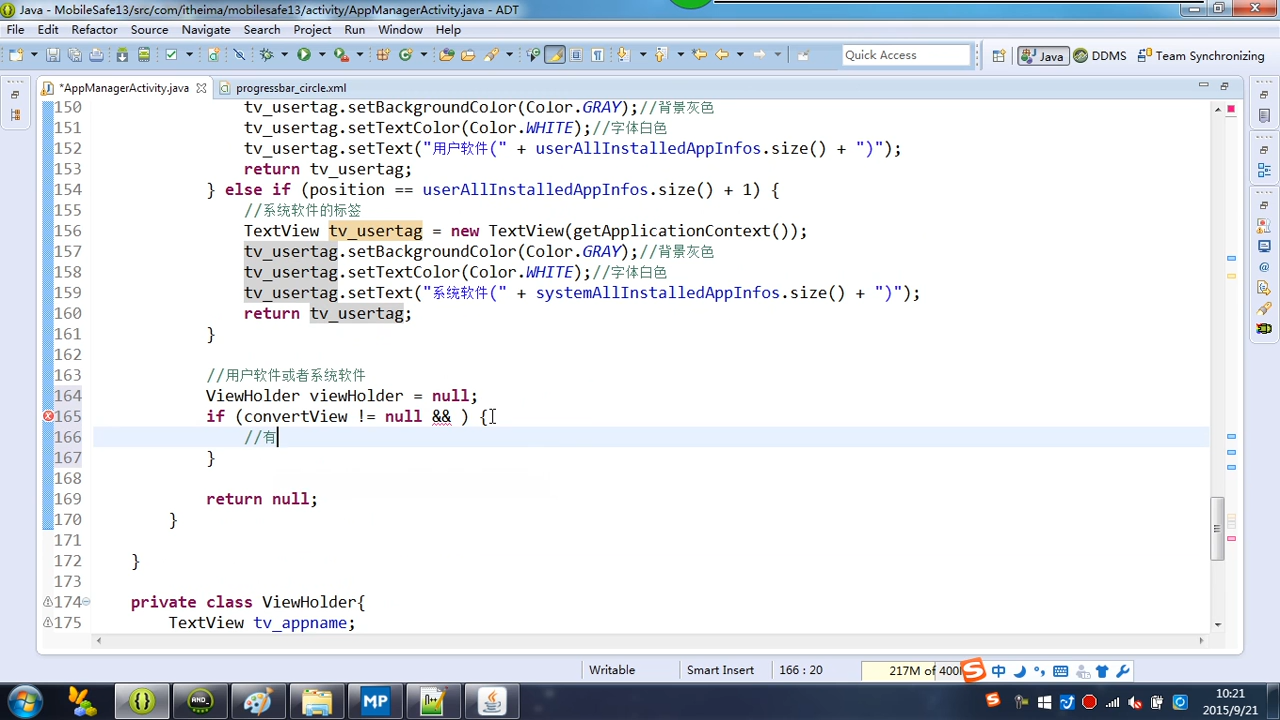 Java - MobileSafe13/src/com/itheima/mobilesafe13/activity/AppManagerActivity.java - ADT
File Edit Refactor Source Navigate Search Project Run Window Help
Quick Access Java DDMS Team Synchronizing
*AppManagerActivity.java progressbar_circle.xml
150 tv_usertag.setBackgroundColor(Color.GRAY);//背景灰色
151 tv_usertag.setTextColor(Color.WHITE);//字体白色
152 tv_usertag.setText("用户软件(" + userAllInstalledAppInfos.size() + ")");
153 return tv_usertag;
154 } else if (position == userAllInstalledAppInfos.size() + 1) {
155 //系统软件的标签
156 TextView tv_usertag = new TextView(getApplicationContext());
157 tv_usertag.setBackgroundColor(Color.GRAY);//背景灰色
158 tv_usertag.setTextColor(Color.WHITE);//字体白色
159 tv_usertag.setText("系统软件(" + systemAllInstalledAppInfos.size() + ")");
160 return tv_usertag;
161 }
162
163 //用户软件或者系统软件
164 ViewHolder viewHolder = null;
165 if (convertView != null && ) {
166 //有
167 }
168
169 return null;
170 }
171
172 }
173
174 private class ViewHolder{
175 TextView tv_appname;
Writable Smart Insert 166 : 20 217M of 400 中
MP
10:21
2015/9/21